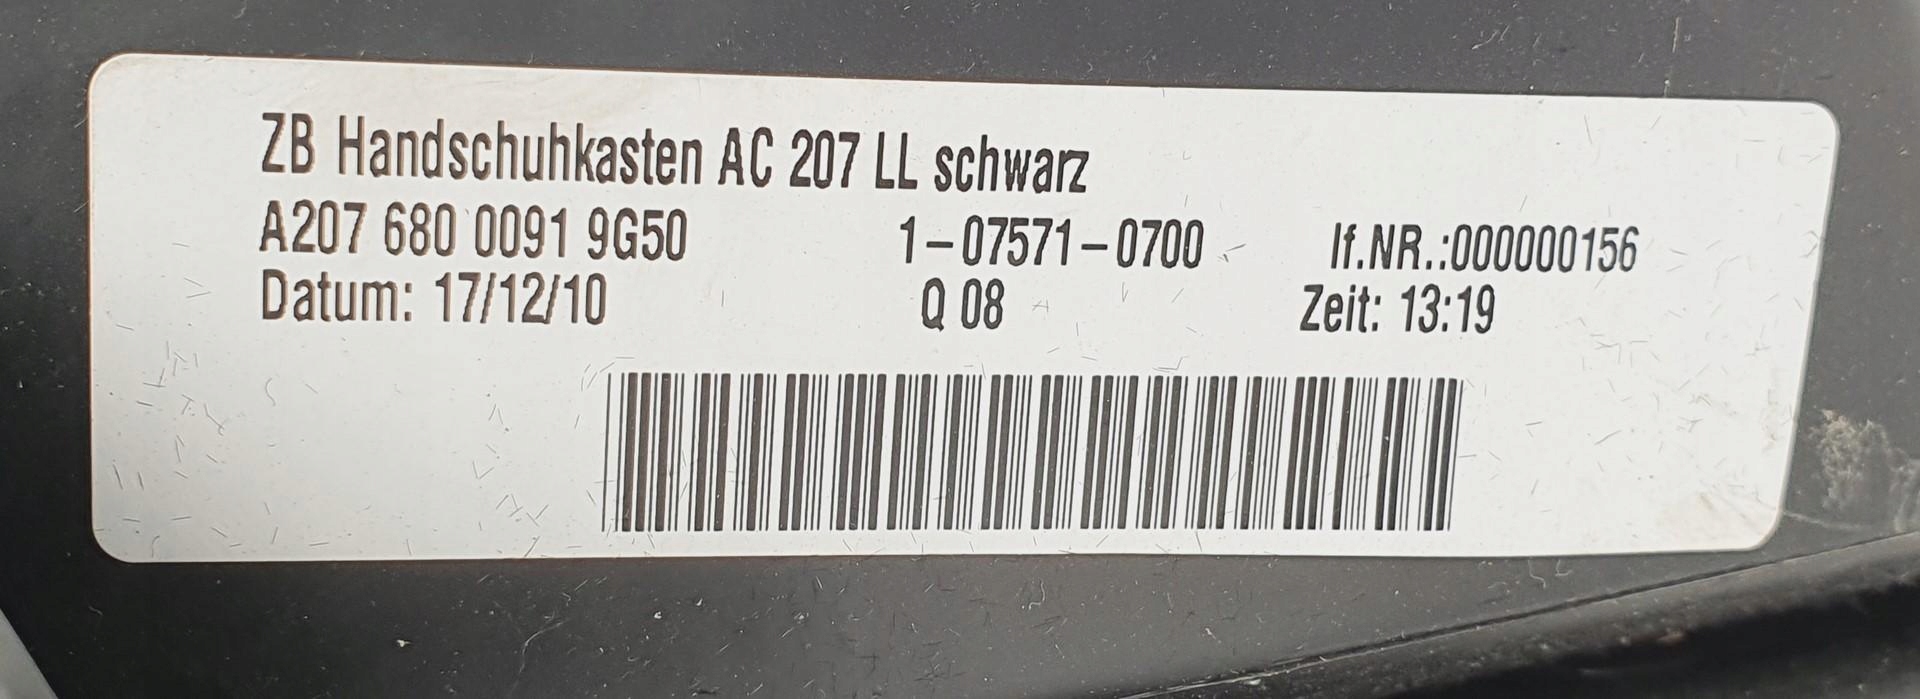 ZB Handschuhkasten AC 207 LL schwarz
A207 680 0091 9G50 1-07571-0700 lf.NR.:000000156
Datum: 17/12/10 Q 08 Zeit: 13:19